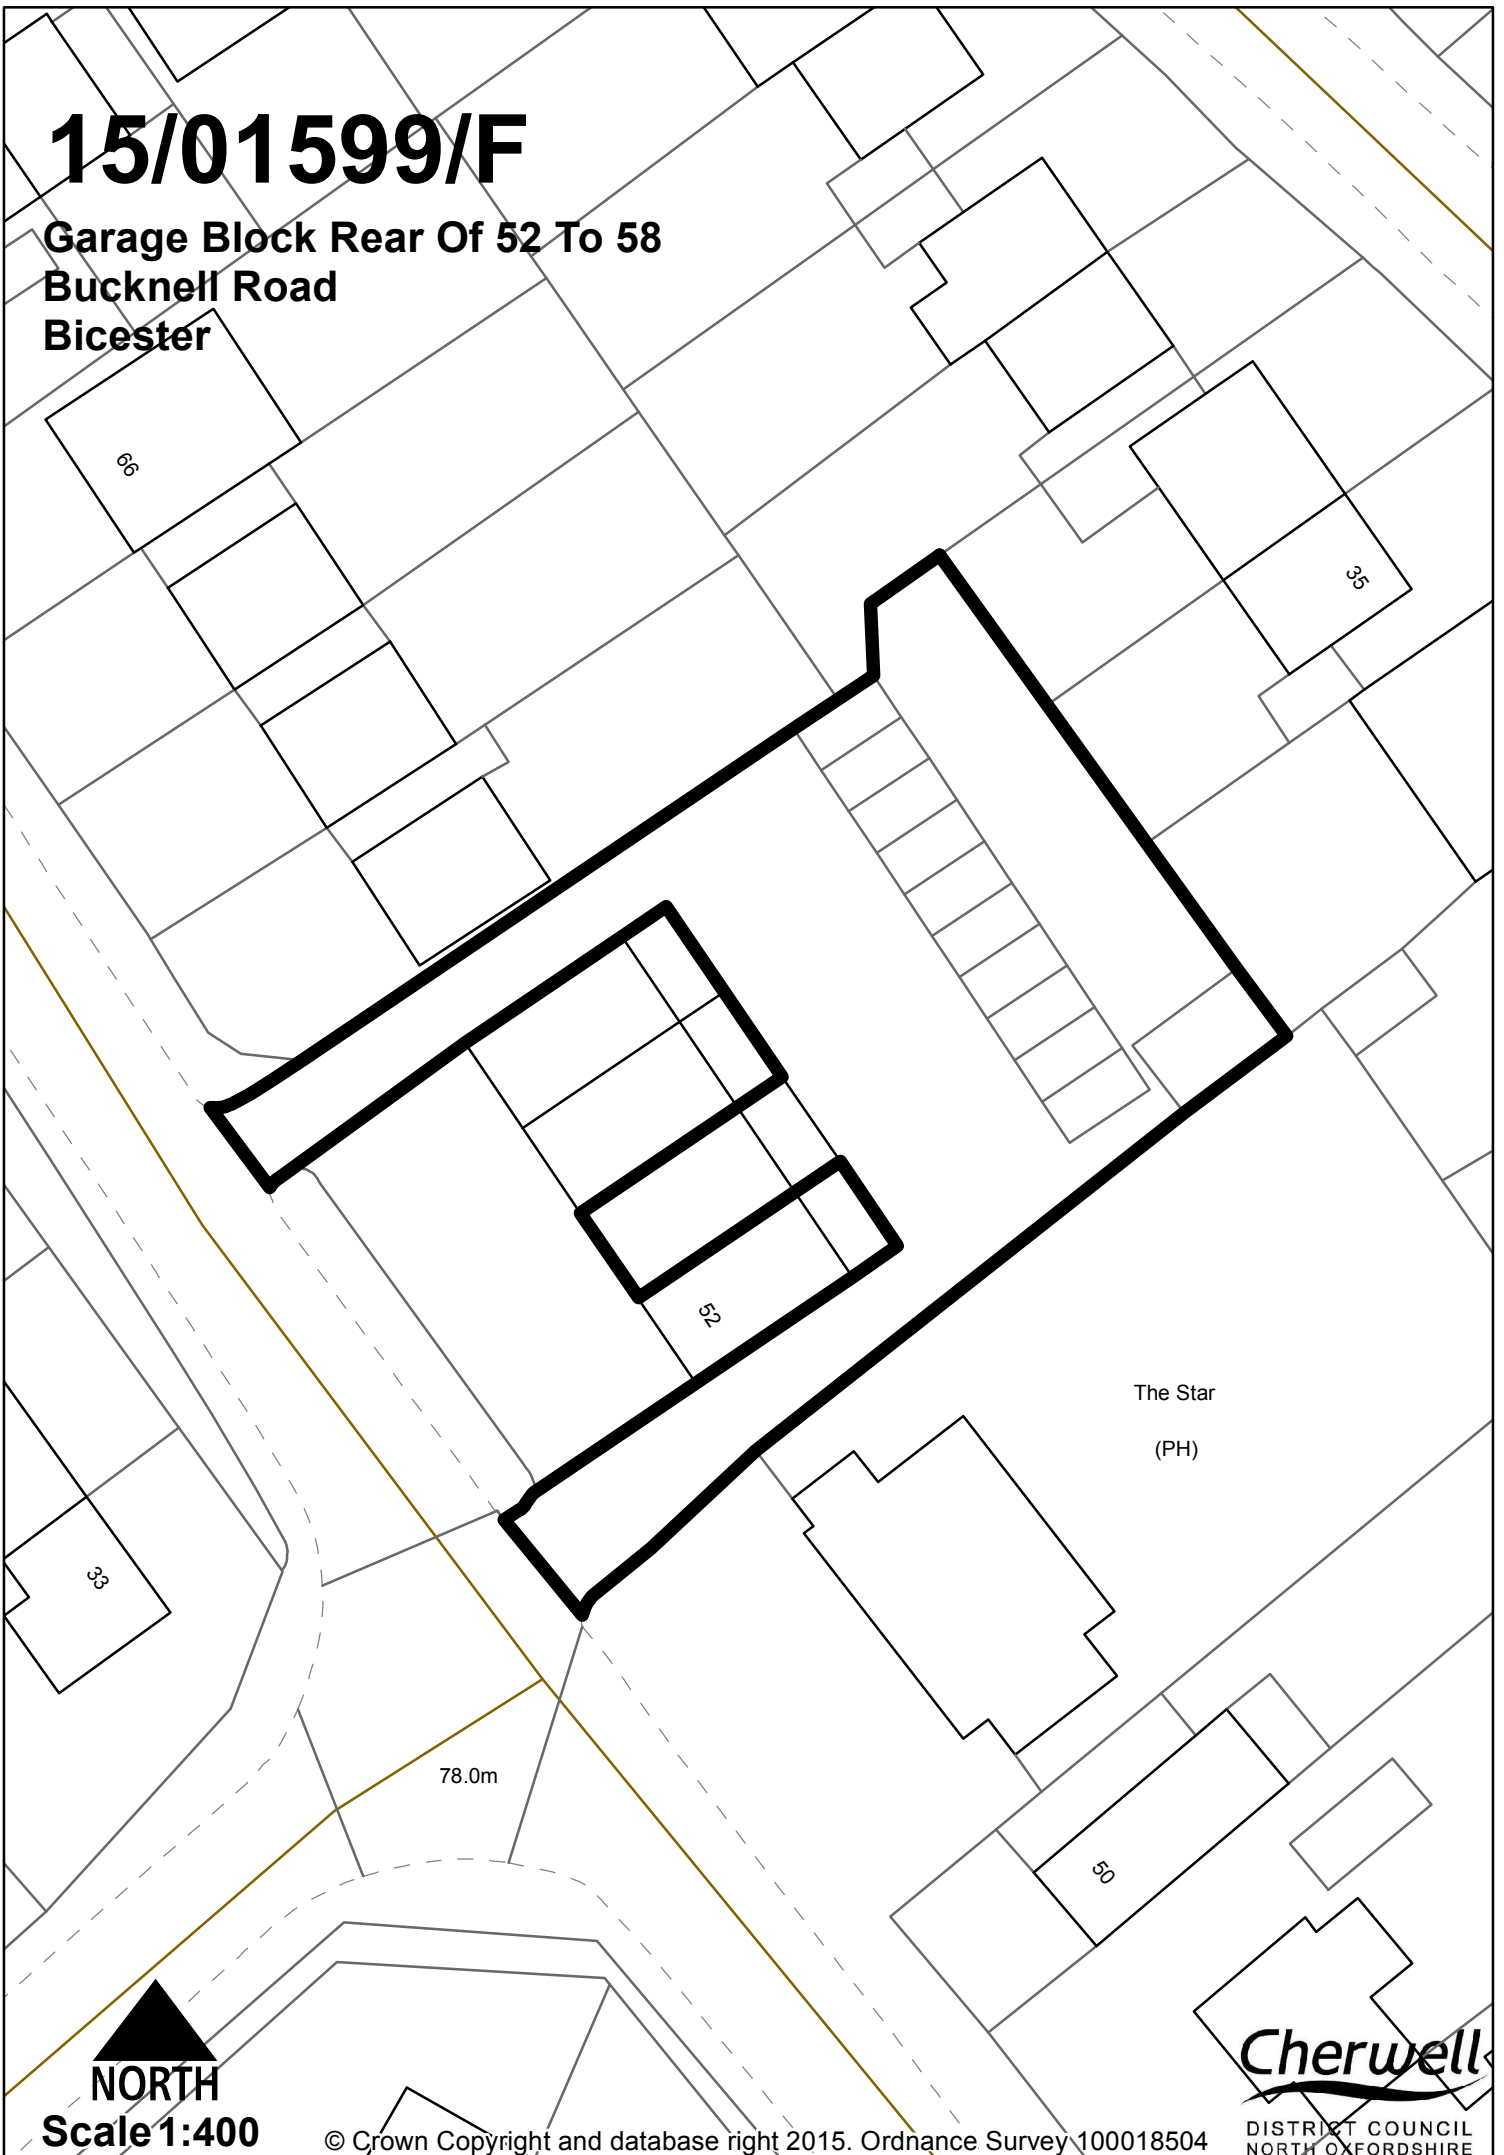 15/01599/F
Garage Block Rear Of 52 To 58
Bucknell Road
Bicester
66
35
52
The Star
(PH)
33
78.0m
50
NORTH
Scale 1:400
© Crown Copyright and database right 2015. Ordnance Survey 100018504
Cherwell
DISTRICT COUNCIL
NORTH OXFORDSHIRE